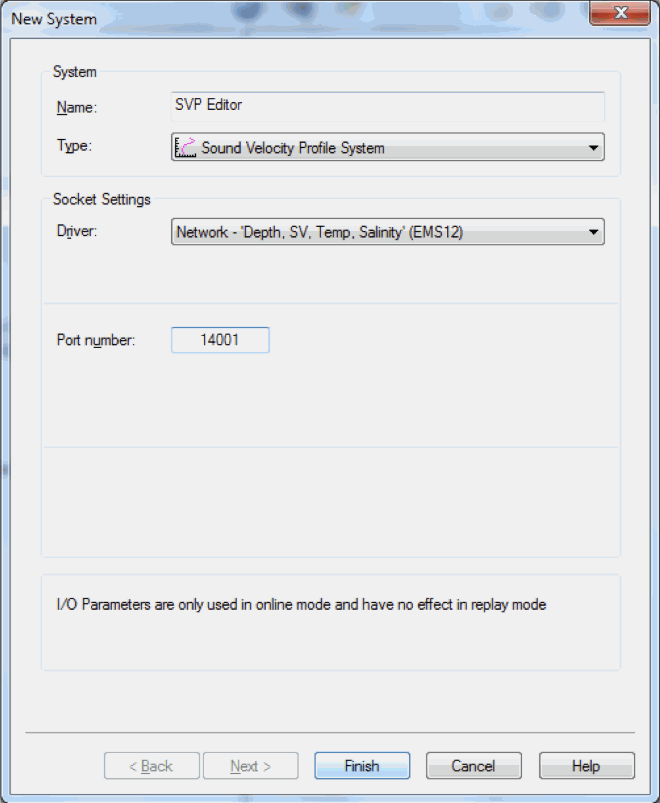 New System
System
Name:
SVP Editor
Type:
Sound Velocity Profile System
Socket Settings
Driver:
Network - 'Depth, SV, Temp, Salinity' (EMS12)
Port number:
14001
I/O Parameters are only used in online mode and have no effect in replay mode
< Back
Next >
Finish
Cancel
Help